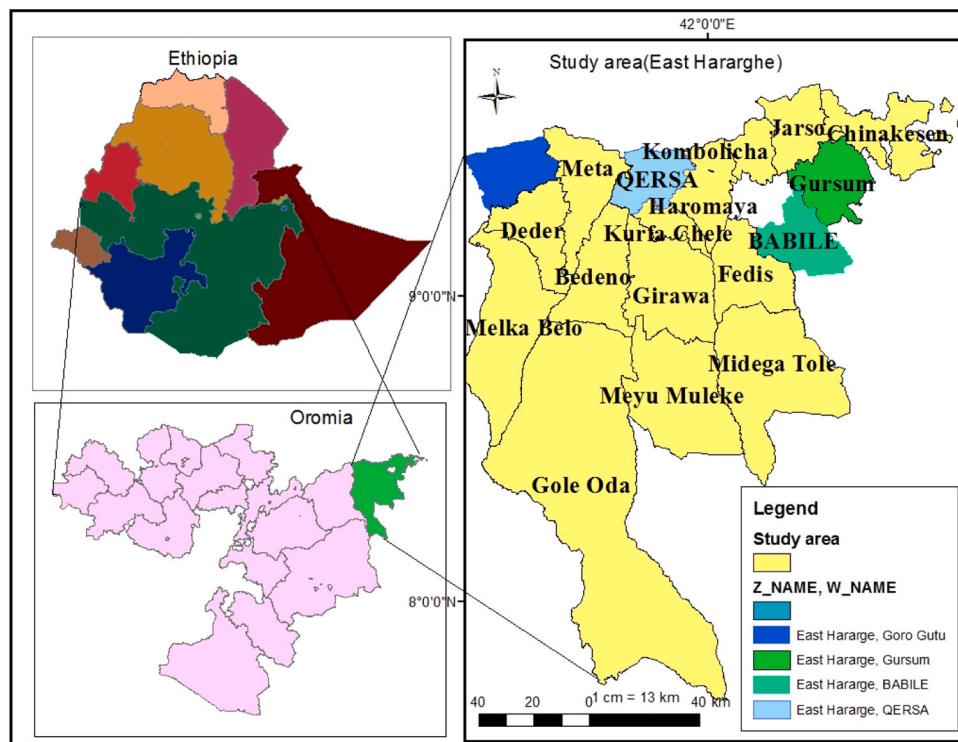 42°0'0"E
Ethiopia
Study area(East Hararghe)
N
Jarso
Chinakesen
Kombolicha
Meta
QERSA
Gursum
Haromaya
Deder
Kurfa Chele
BABILE
Bedeno
Fedis
Girawa
9°0'0"N
Melka Belo
Midega Tole
Meyu Muleke
Oromia
Gole Oda
Legend
Study area
Z_NAME, W_NAME
8°0'0"N
East Hararge, Goro Gutu
East Hararge, Gursum
East Hararge, BABILE
East Hararge, QERSA
1 cm = 13 km
40 20 0 40 km